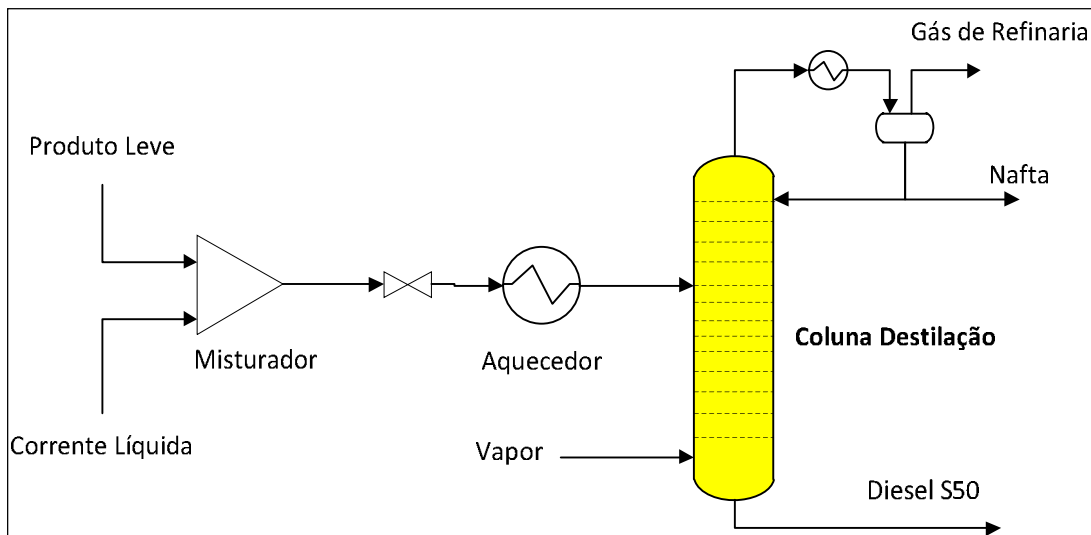 Gás de Refinaria
Produto Leve
Nafta
Coluna Destilação
Misturador
Aquecedor
Corrente Líquida
Vapor
Diesel S50